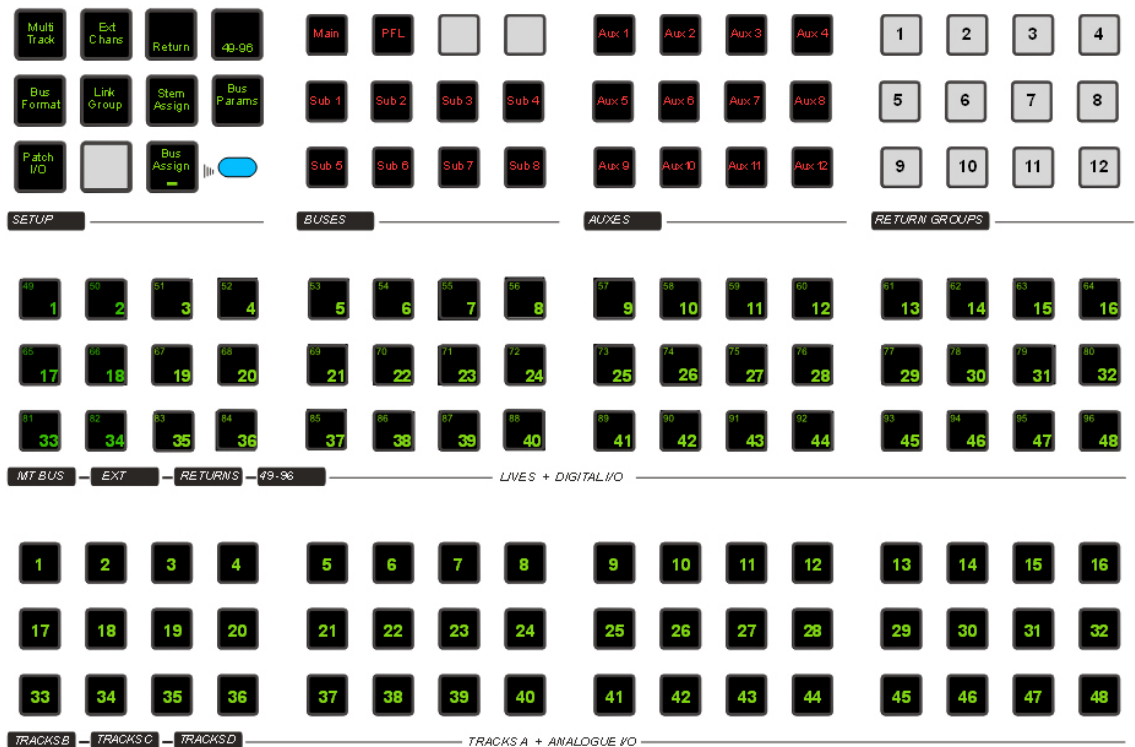 Multi Track Ext Chans Return 49-96 Main PFL Aux 1 Aux 2 Aux 3 Aux 4 1 2 3 4
Bus Format Link Group Stem Assign Bus Params Sub 1 Sub 2 Sub 3 Sub 4 Aux 5 Aux 6 Aux 7 Aux 8 5 6 7 8
Patch I/O Bus Assign Sub 5 Sub 6 Sub 7 Sub 8 Aux 9 Aux 10 Aux 11 Aux 12 9 10 11 12
SETUP BUSES AUXES RETURN GROUPS
49 50 51 52 53 54 55 56 57 58 59 60 61 62 63 64
1 2 3 4 5 6 7 8 9 10 11 12 13 14 15 16
65 66 67 68 69 70 71 72 73 74 75 76 77 78 79 80
17 18 19 20 21 22 23 24 25 26 27 28 29 30 31 32
81 82 83 84 85 86 87 88 89 90 91 92 93 94 95 96
33 34 35 36 37 38 39 40 41 42 43 44 45 46 47 48
MT BUS EXT RETURNS 49-96 LIVES + DIGITAL I/O
1 2 3 4 5 6 7 8 9 10 11 12 13 14 15 16
17 18 19 20 21 22 23 24 25 26 27 28 29 30 31 32
33 34 35 36 37 38 39 40 41 42 43 44 45 46 47 48
TRACKS B TRACKS C TRACKS D TRACKS A + ANALOGUE I/O